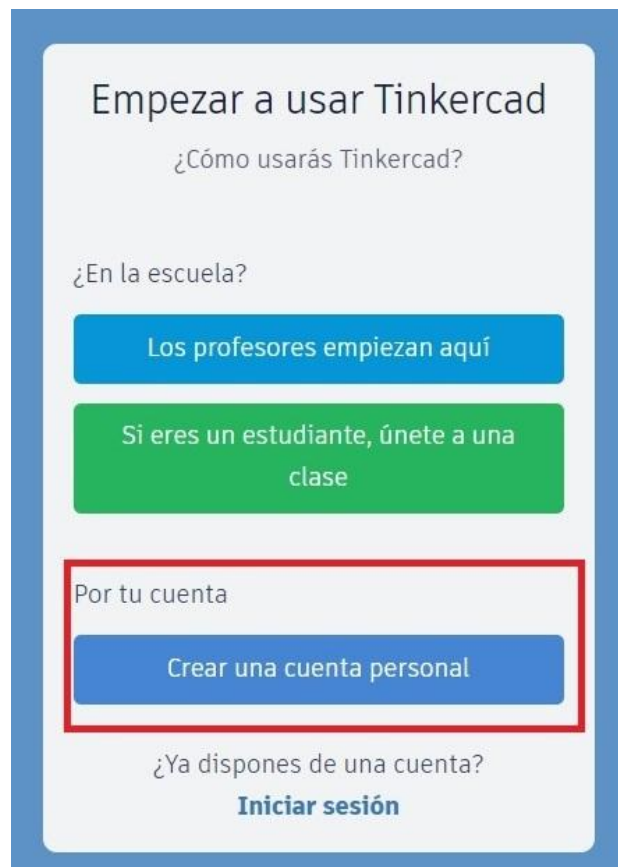 Empezar a usar Tinkercad
¿Cómo usarás Tinkercad?
¿En la escuela?
Los profesores empiezan aquí
Si eres un estudiante, únete a una
clase
Por tu cuenta
Crear una cuenta personal
¿Ya dispones de una cuenta?
Iniciar sesión